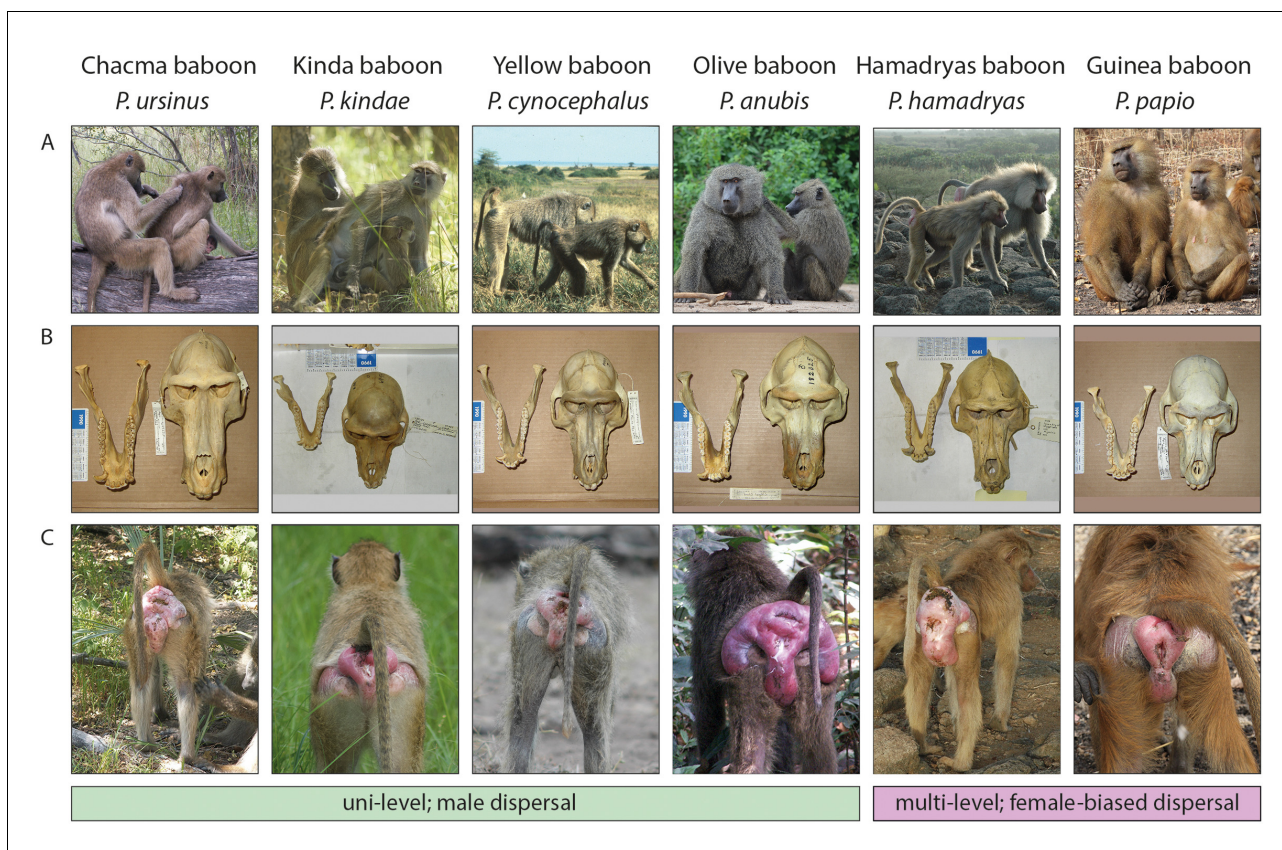 Chacma baboon
P. ursinus
Kinda baboon
P. kindae
Yellow baboon
P. cynocephalus
Olive baboon
P. anubis
Hamadryas baboon
P. hamadryas
Guinea baboon
P. papio
A
B
C
uni-level; male dispersal
multi-level; female-biased dispersal